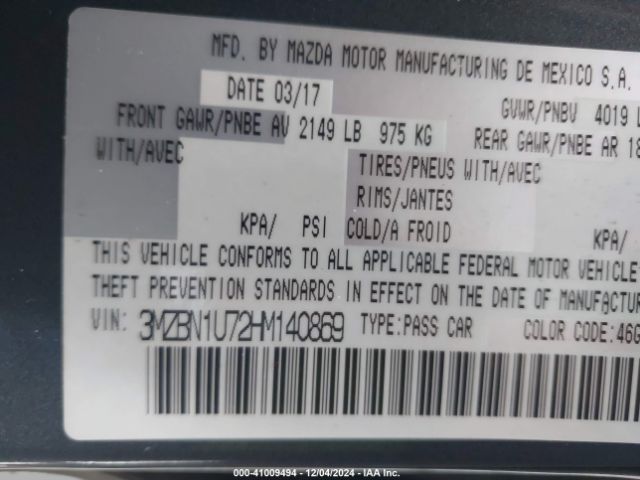 MFD. BY MAZDA MOTOR MANUFACTURING DE MEXICO S.A.
DATE 03/17
GVWR/PNBV 4019 L
FRONT GAWR/PNBE AV 2149 LB 975 KG
REAR GAWR/PNBE AR 18
WITH/AVEC
TIRES/PNEUS WITH/AVEC
RIMS/JANTES
KPA/ PSI COLD/A FROID
KPA/
THIS VEHICLE CONFORMS TO ALL APPLICABLE FEDERAL MOTOR VEHICLE
THEFT PREVENTION STANDARDS IN EFFECT ON THE DATE OF MANUFACTUR
VIN: 3MZBN1U72HM140869 TYPE:PASS CAR COLOR CODE:46G
000-41009494 - 12/04/2024 - IAA Inc.